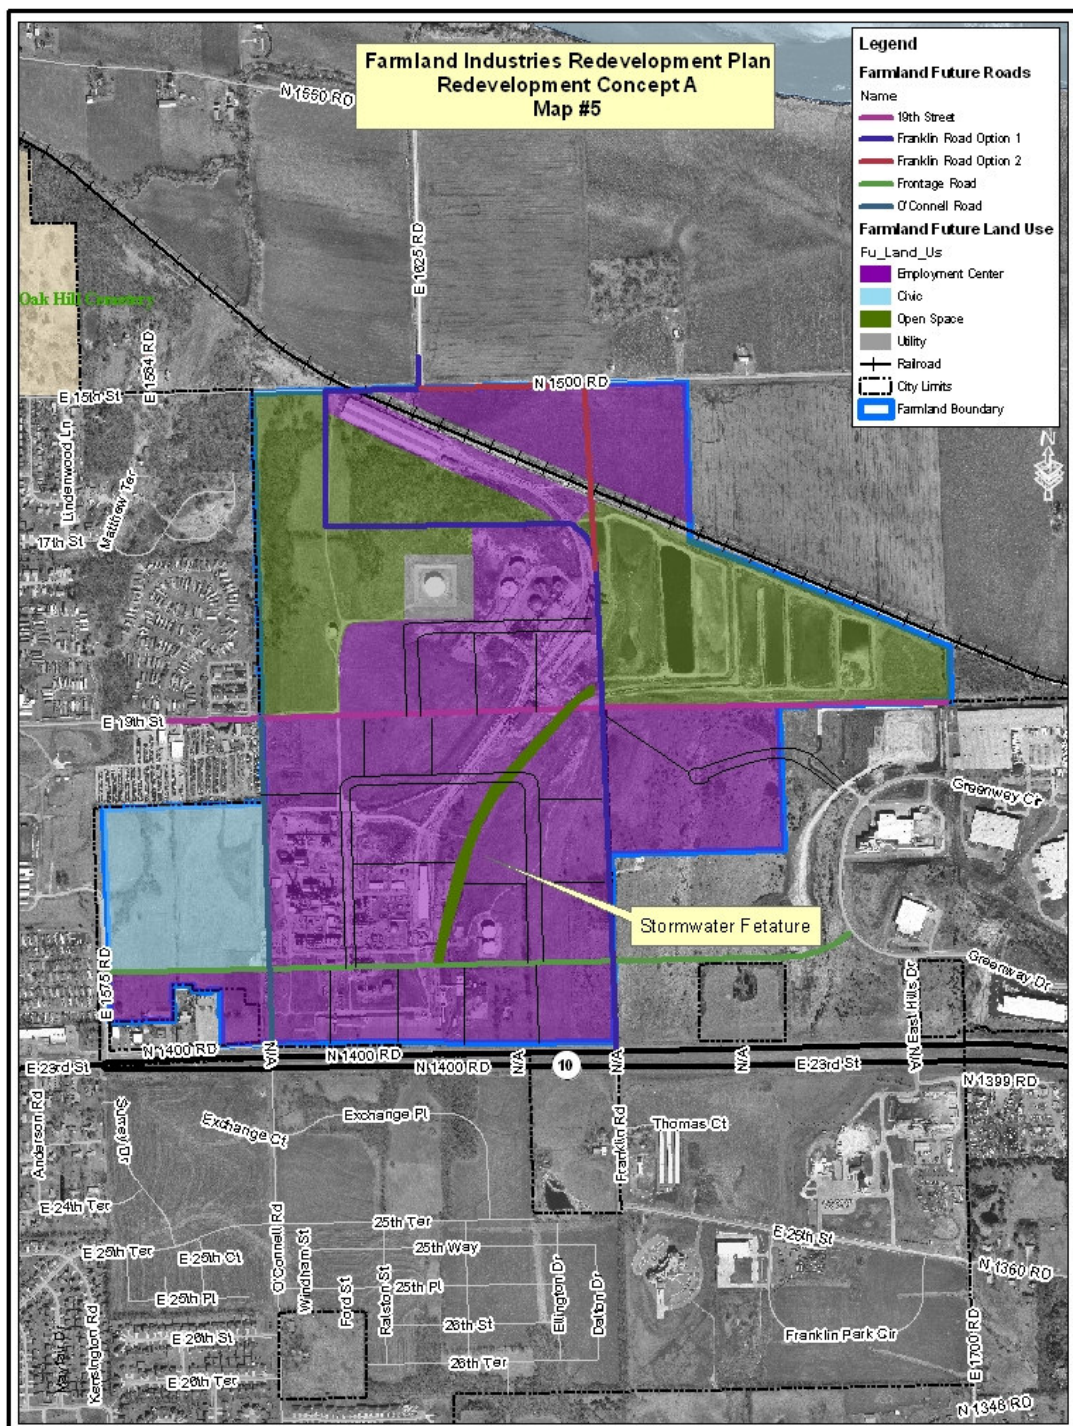 Farmland Industries Redevelopment Plan
Redevelopment Concept A
Map #5
Legend
Farmland Future Roads
Name
19th Street
Franklin Road Option 1
Franklin Road Option 2
Frontage Road
O'Connell Road
Farmland Future Land Use
Fu_Land_Us
Employment Center
Civic
Open Space
Utility
Railroad
City Limits
Farmland Boundary
N
N 1550 RD
E 1625 RD
Oak Hill Cemetery
E 1584 RD
E 15th St
N 1500 RD
Lindenwood Ln
Matthew Ter
17th St
E 19th St
Greenway Cir
Stormwater Fetature
E 1575 RD
Greenway Dr
N/A East Hills Dr
N 1400 RD
N/A
N 1400 RD
N 1400 RD
N/A
10
N/A
N/A
E 23rd St
E 23rd St
N 1399 RD
Anderson Rd
Surrey Dr
Exchange Ct
Exchange Pl
Franklin Rd
Thomas Ct
E 24th Ter
O'Connell Rd
25th Ter
E 25th St
E 25th Ter
E 25th Ct
25th Way
N 1360 RD
Windham St
Ford St
Ralston St
25th Pl
Ellington Dr
Dalton Dr
E 25th Pl
Mayfair Dr
Kensington Rd
E 26th St
26th St
Franklin Park Cir
E 1700 RD
26th Ter
E 26th Ter
N 1346 RD